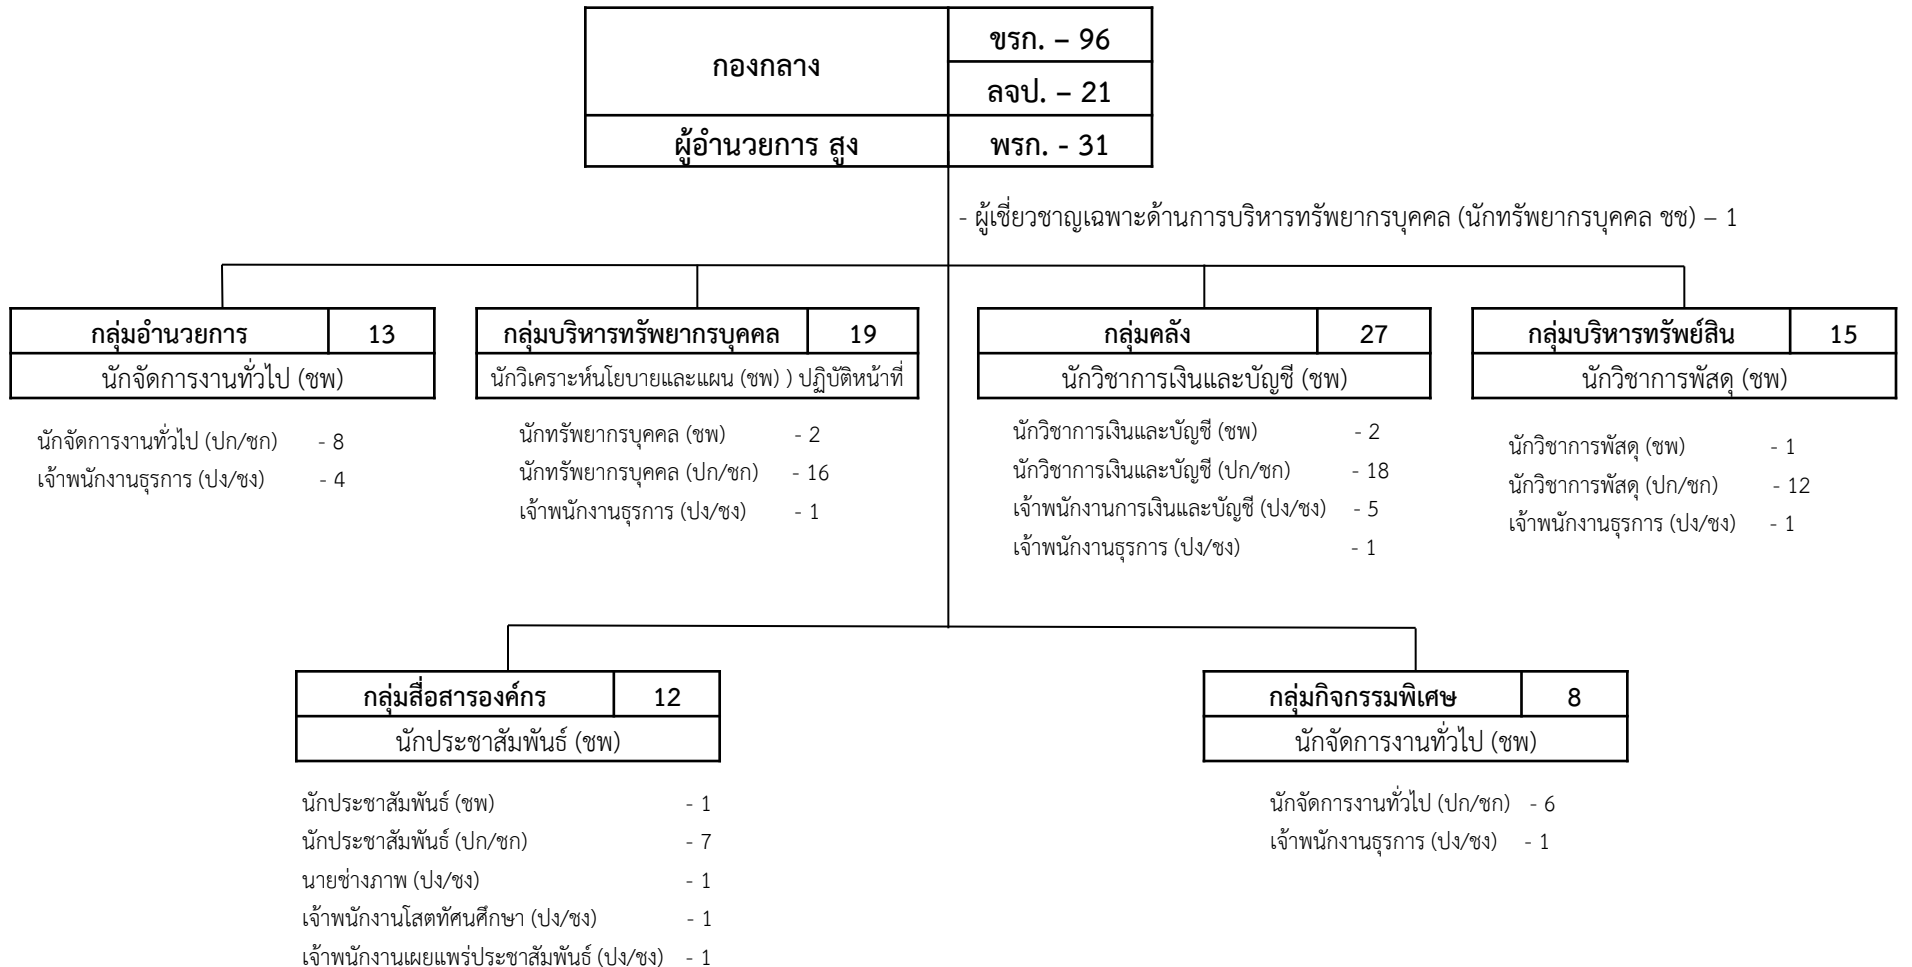 กองกลาง
ขรก. – 96
ลจป. – 21
ผู้อำนวยการ สูง
พรก. - 31
- ผู้เชี่ยวชาญเฉพาะด้านการบริหารทรัพยากรบุคคล (นักทรัพยากรบุคคล ชช) – 1
กลุ่มอำนวยการ 13
นักจัดการงานทั่วไป (ชพ)
นักจัดการงานทั่วไป (ปก/ชก) - 8
เจ้าพนักงานธุรการ (ปง/ชง) - 4
กลุ่มบริหารทรัพยากรบุคคล 19
นักวิเคราะห์นโยบายและแผน (ชพ) ) ปฏิบัติหน้าที่
นักทรัพยากรบุคคล (ชพ) - 2
นักทรัพยากรบุคคล (ปก/ชก) - 16
เจ้าพนักงานธุรการ (ปง/ชง) - 1
กลุ่มคลัง 27
นักวิชาการเงินและบัญชี (ชพ)
นักวิชาการเงินและบัญชี (ชพ) - 2
นักวิชาการเงินและบัญชี (ปก/ชก) - 18
เจ้าพนักงานการเงินและบัญชี (ปง/ชง) - 5
เจ้าพนักงานธุรการ (ปง/ชง) - 1
กลุ่มบริหารทรัพย์สิน 15
นักวิชาการพัสดุ (ชพ)
นักวิชาการพัสดุ (ชพ) - 1
นักวิชาการพัสดุ (ปก/ชก) - 12
เจ้าพนักงานธุรการ (ปง/ชง) - 1
กลุ่มสื่อสารองค์กร 12
นักประชาสัมพันธ์ (ชพ)
นักประชาสัมพันธ์ (ชพ) - 1
นักประชาสัมพันธ์ (ปก/ชก) - 7
นายช่างภาพ (ปง/ชง) - 1
เจ้าพนักงานโสตทัศนศึกษา (ปง/ชง) - 1
เจ้าพนักงานเผยแพร่ประชาสัมพันธ์ (ปง/ชง) - 1
กลุ่มกิจกรรมพิเศษ 8
นักจัดการงานทั่วไป (ชพ)
นักจัดการงานทั่วไป (ปก/ชก) - 6
เจ้าพนักงานธุรการ (ปง/ชง) - 1